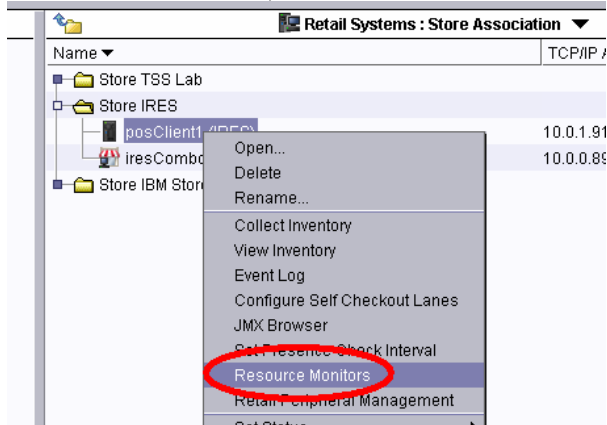 Retail Systems : Store Association
Name TCP/IP A
Store TSS Lab
Store IRES
posClient1 (IRES) 10.0.1.91
iresCombo 10.0.0.89
Store IBM Stor
Open...
Delete
Rename...
Collect Inventory
View Inventory
Event Log
Configure Self Checkout Lanes
JMX Browser
Set Presence Check Interval
Resource Monitors
Retail Peripheral Management
Set Status